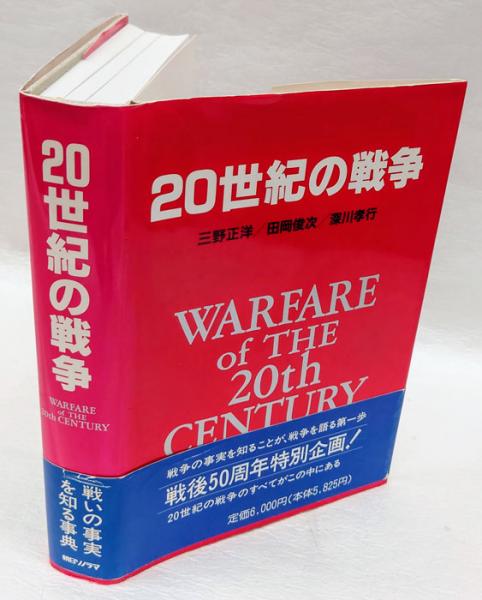 20世紀の戦争
三野正洋/田岡俊次/深川孝行
WARFARE
of THE
20th
CENTURY
戦争の事実を知ることが、戦争を語る第一歩
戦後50周年特別企画!
20世紀の戦争のすべてがこの中にある
定価6,000円(本体5,825円)
20世紀の戦争
WARFARE
of THE
20th CENTURY
戦いの事実
を知る事典
朝日ソノラマ